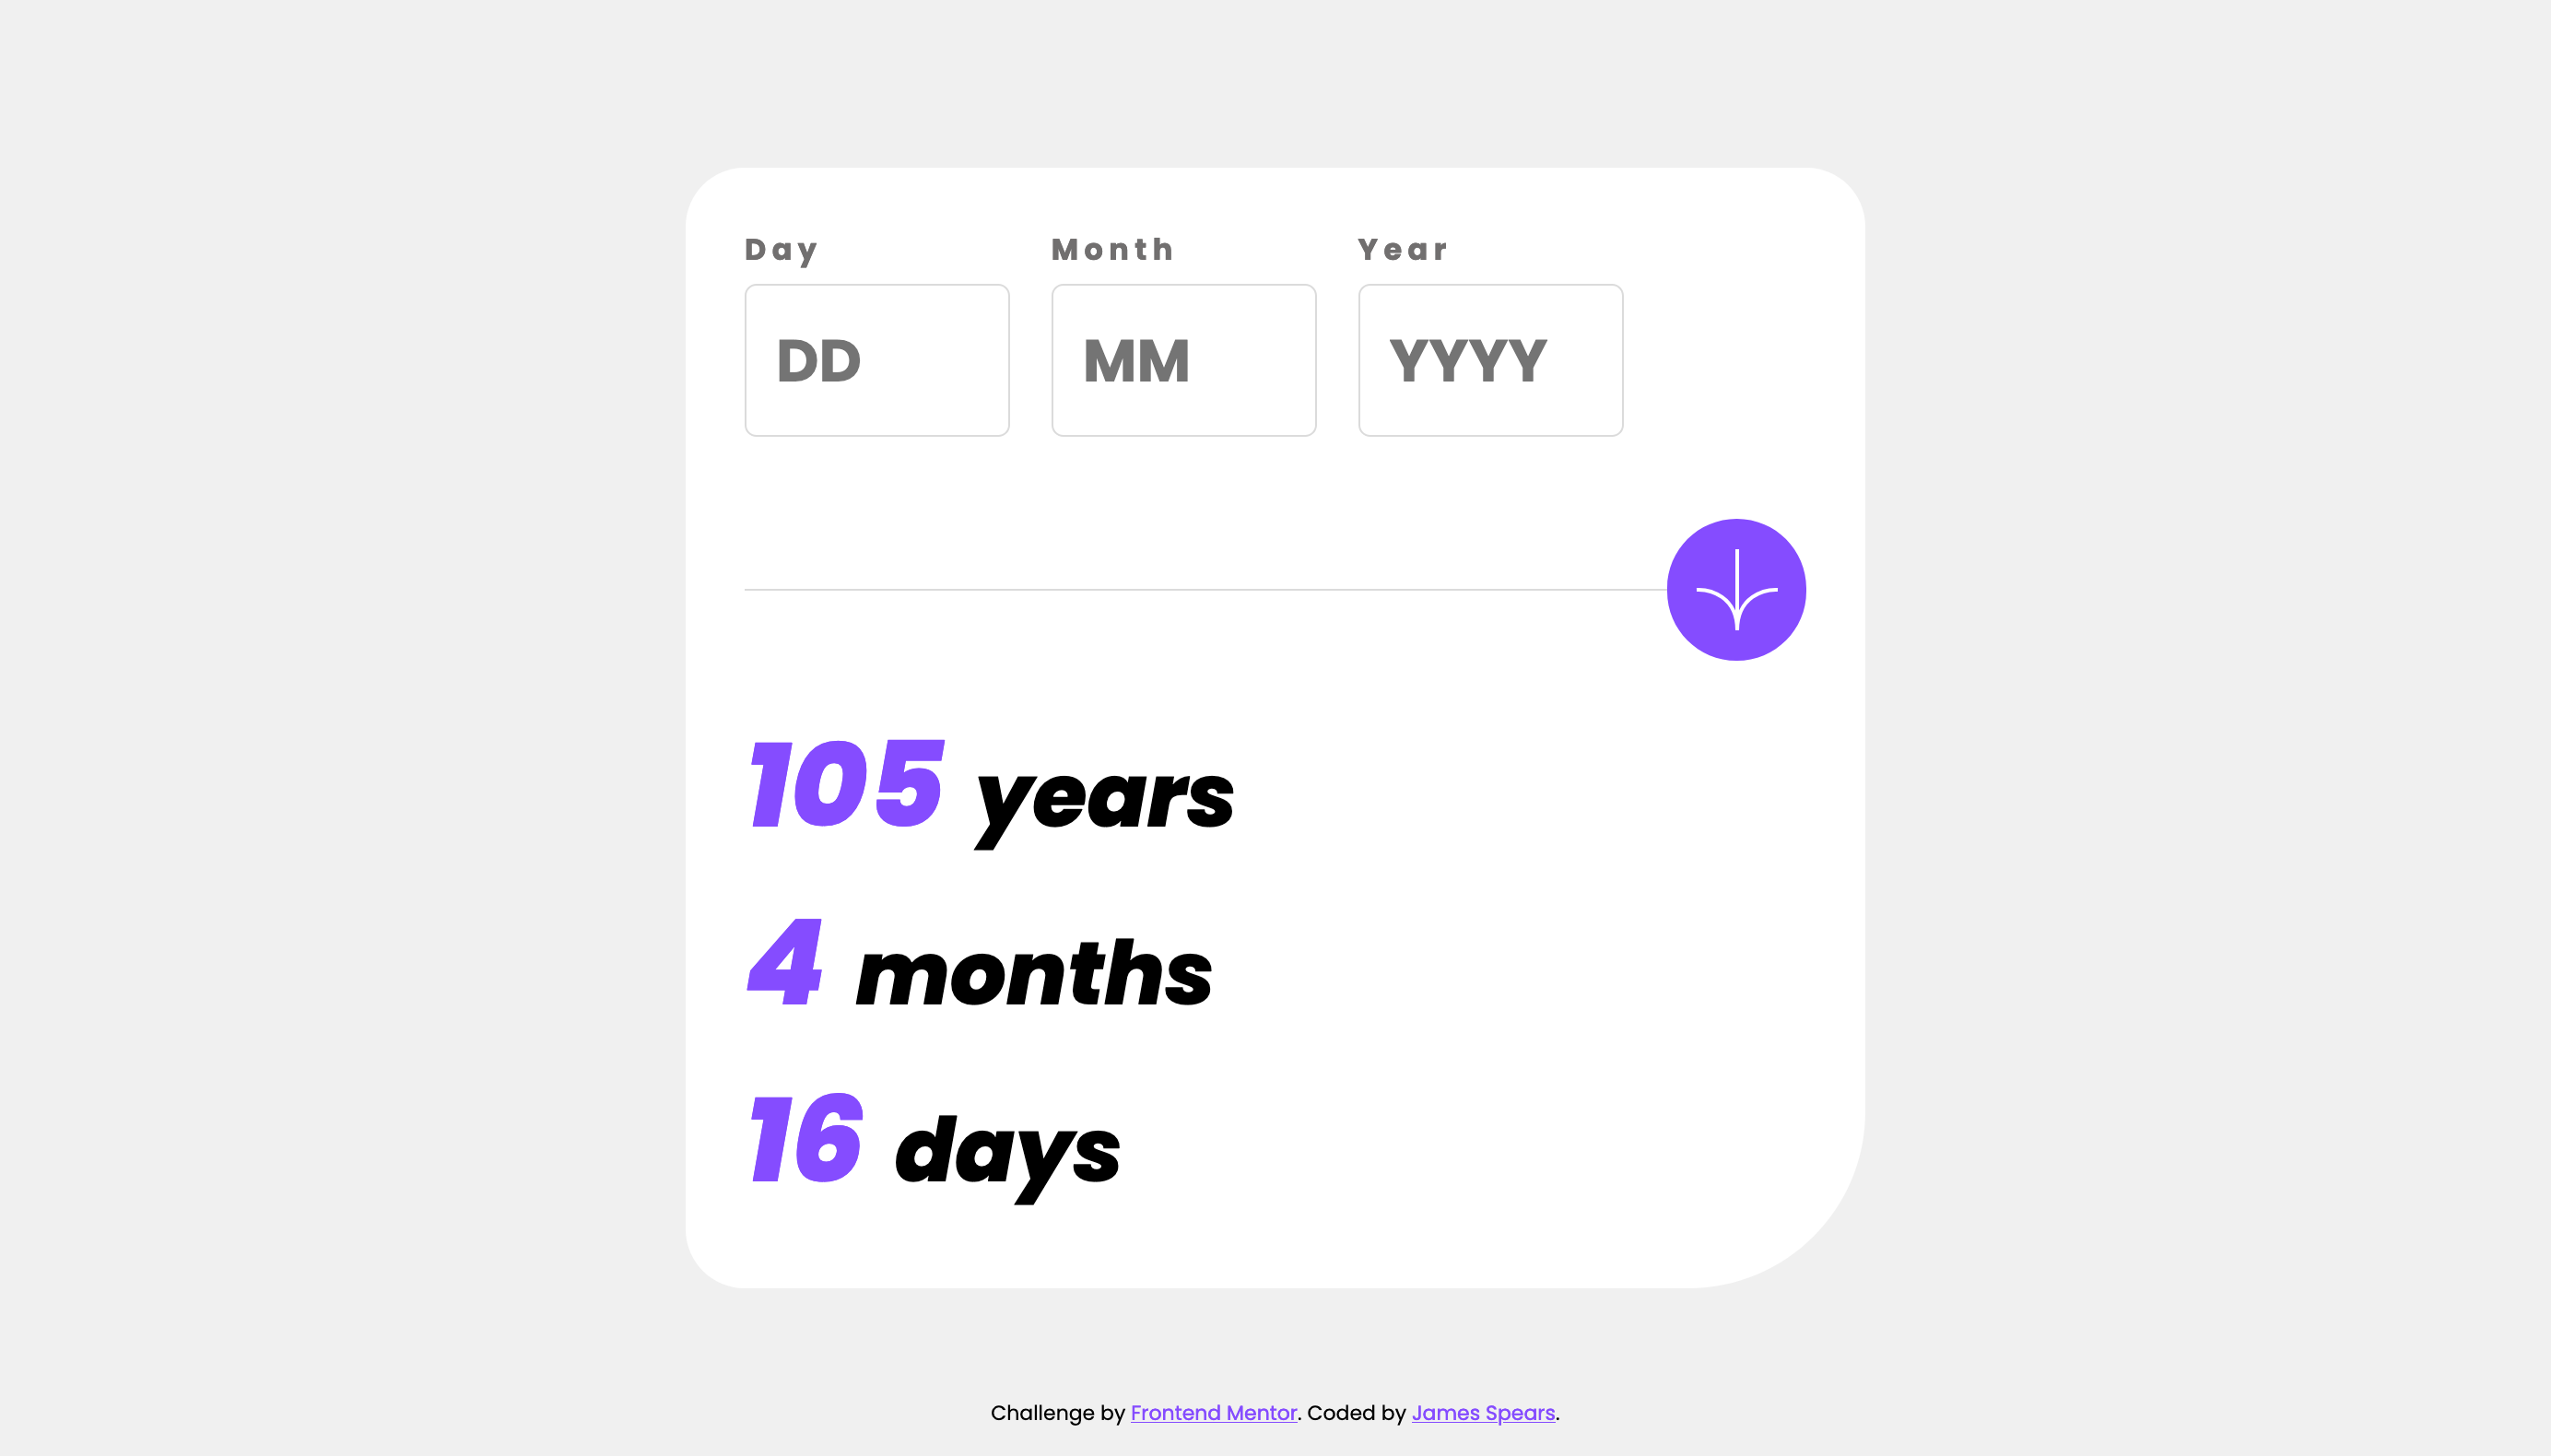 Day Month Year
DD MM YYYY
105 years
4 months
16 days
Challenge by Frontend Mentor. Coded by James Spears.